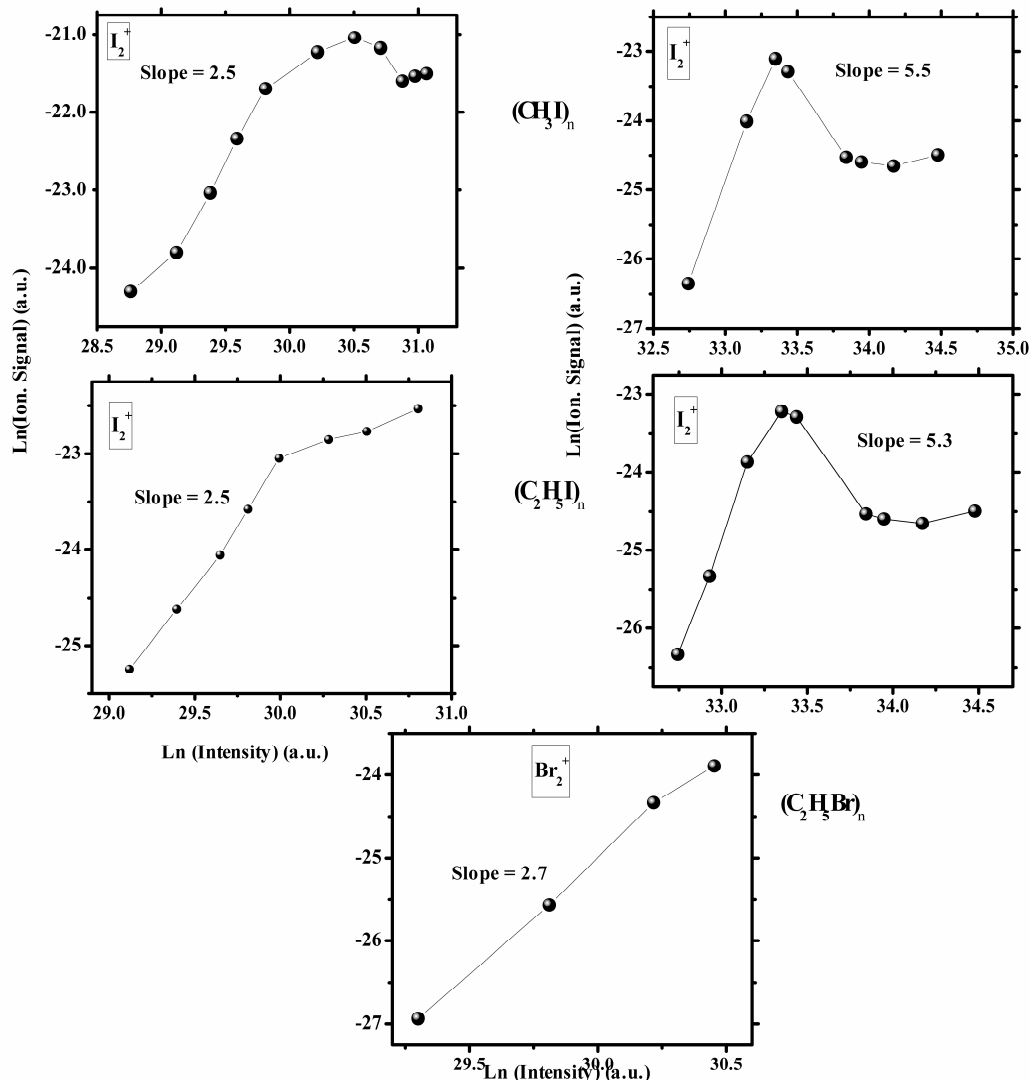 I2+
Slope = 2.5
-21.0
-22.0
-23.0
-24.0
28.5 29.0 29.5 30.0 30.5 31.0
(CH3I)n
I2+
Slope = 5.5
-23
-24
-25
-26
-27
32.5 33.0 33.5 34.0 34.5 35.0
Ln(Ion. Signal) (a.u.)
Ln(Ion. Signal) (a.u.)
I2+
Slope = 2.5
-23
-24
-25
29.0 29.5 30.0 30.5 31.0
Ln (Intensity) (a.u.)
(C2H5I)n
I2+
Slope = 5.3
-23
-24
-25
-26
33.0 33.5 34.0 34.5
Br2+
Slope = 2.7
-24
-25
-26
-27
29.5 30.0 30.5
Ln (Intensity) (a.u.)
(C2H5Br)n